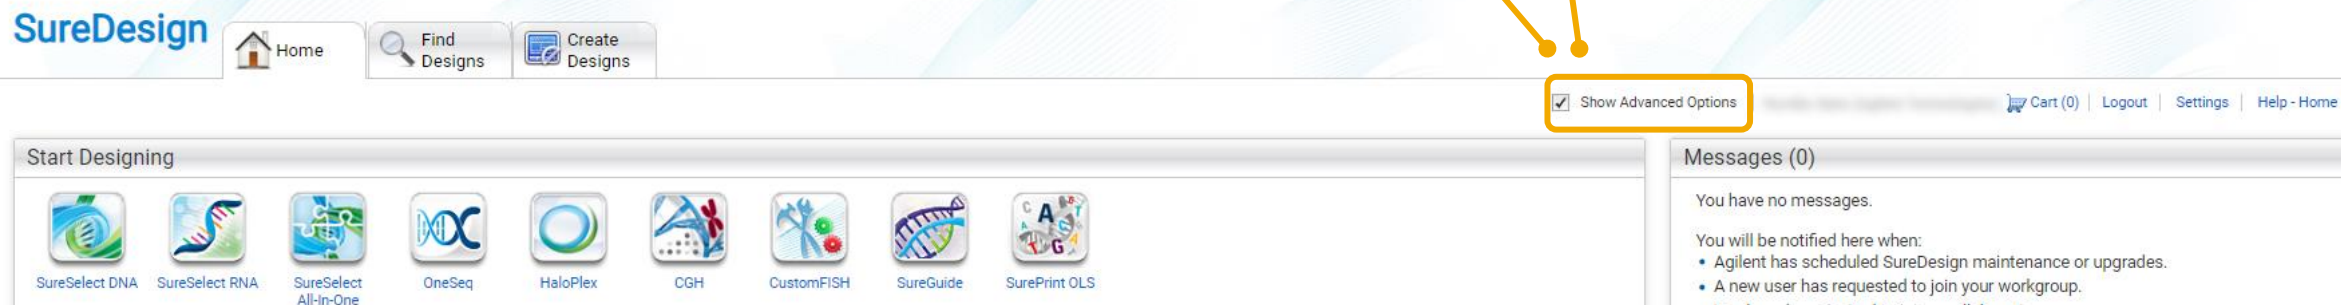 SureDesign
Home
Find
Designs
Create
Designs
Show Advanced Options
Cart (0) | Logout | Settings | Help - Home
Start Designing
Messages (0)
You have no messages.
You will be notified here when:
• Agilent has scheduled SureDesign maintenance or upgrades.
• A new user has requested to join your workgroup.
SureSelect DNA
SureSelect RNA
SureSelect
All-In-One
OneSeq
HaloPlex
CGH
CustomFISH
SureGuide
SurePrint OLS